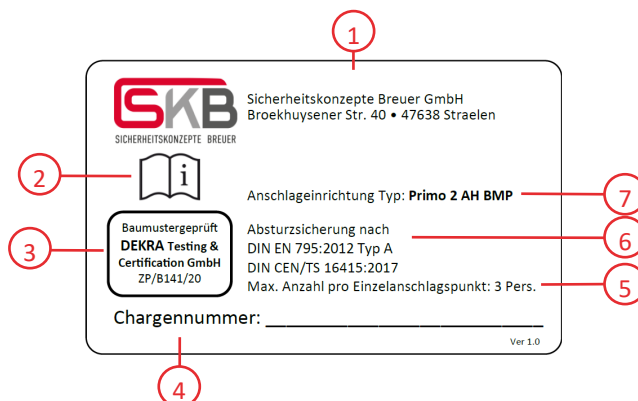 1
SKB
SICHERHEITSKONZEPTE BREUER
Sicherheitskonzepte Breuer GmbH
Broekhuysener Str. 40 • 47638 Straelen
2
i
Anschlageinrichtung Typ: Primo 2 AH BMP
7
3
Baumustergeprüft
DEKRA Testing &
Certification GmbH
ZP/B141/20
Absturzsicherung nach
DIN EN 795:2012 Typ A
DIN CEN/TS 16415:2017
Max. Anzahl pro Einzelanschlagspunkt: 3 Pers.
6
5
Chargennummer: ____________________
Ver 1.0
4